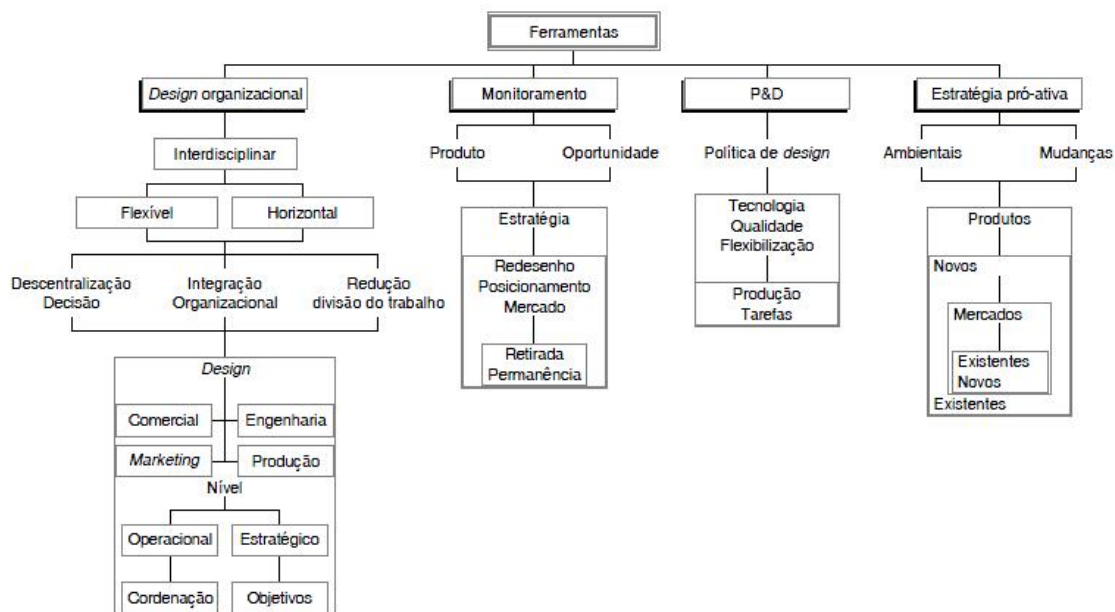 Ferramentas
Design organizacional
Monitoramento
P&D
Estratégia pró-ativa
Interdisciplinar
Produto
Oportunidade
Política de design
Ambientais
Mudanças
Flexível
Horizontal
Estratégia
Tecnologia
Qualidade
Flexibilização
Produtos
Descentralização
Decisão
Integração
Organizacional
Redução
divisão do trabalho
Redesenho
Posicionamento
Mercado
Produção
Tarefas
Novos
Mercados
Retirada
Permanência
Existentes
Novos
Existentes
Design
Comercial
Engenharia
Marketing
Produção
Nível
Operacional
Estratégico
Cordenação
Objetivos